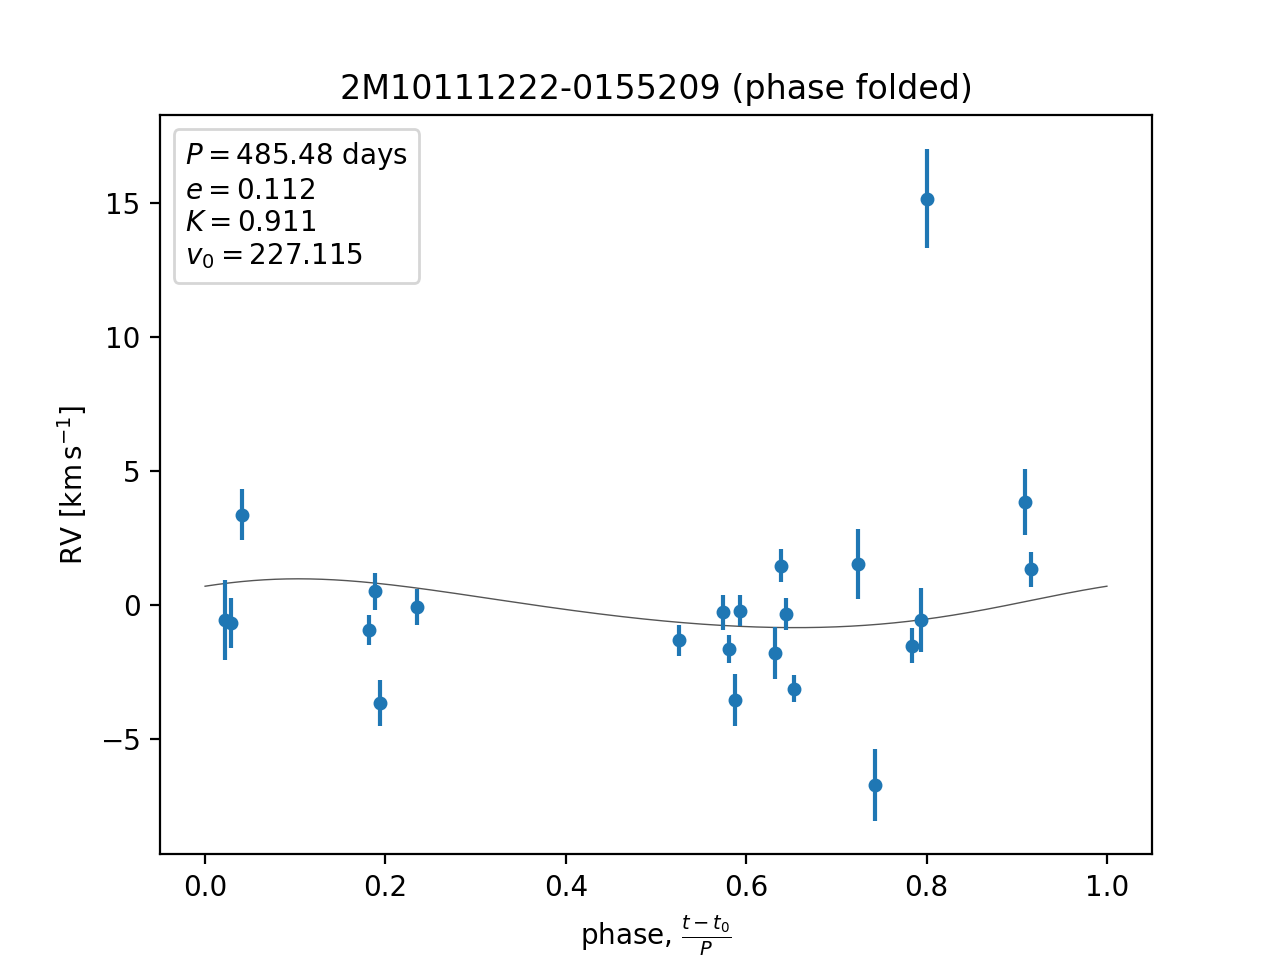 2M10111222-0155209 (phase folded)
P = 485.48 days
e = 0.112
K = 0.911
v₀ = 227.115
15
10
5
0
−5
RV [km s⁻¹]
0.0 0.2 0.4 0.6 0.8 1.0
phase, (t − t₀)/P